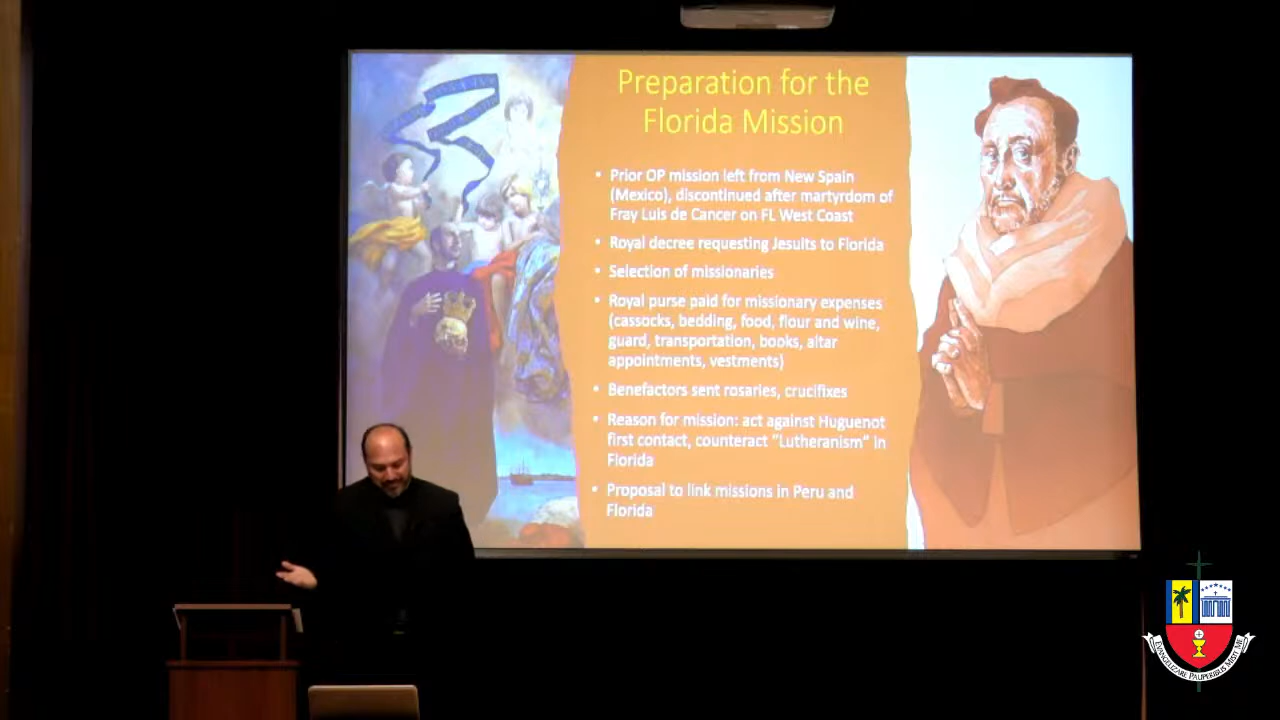 Preparation for the
Florida Mission
• Prior OP mission left from New Spain
(Mexico), discontinued after martyrdom of
Fray Luis de Cancer on FL West Coast
• Royal decree requesting Jesuits to Florida
• Selection of missionaries
• Royal purse paid for missionary expenses
(cassocks, bedding, food, flour and wine,
guard, transportation, books, altar
appointments, vestments)
• Benefactors sent rosaries, crucifixes
• Reason for mission: act against Huguenot
first contact, counteract “Lutheranism” in
Florida
• Proposal to link missions in Peru and
Florida
Evangelizare Pauperibus Misit Me